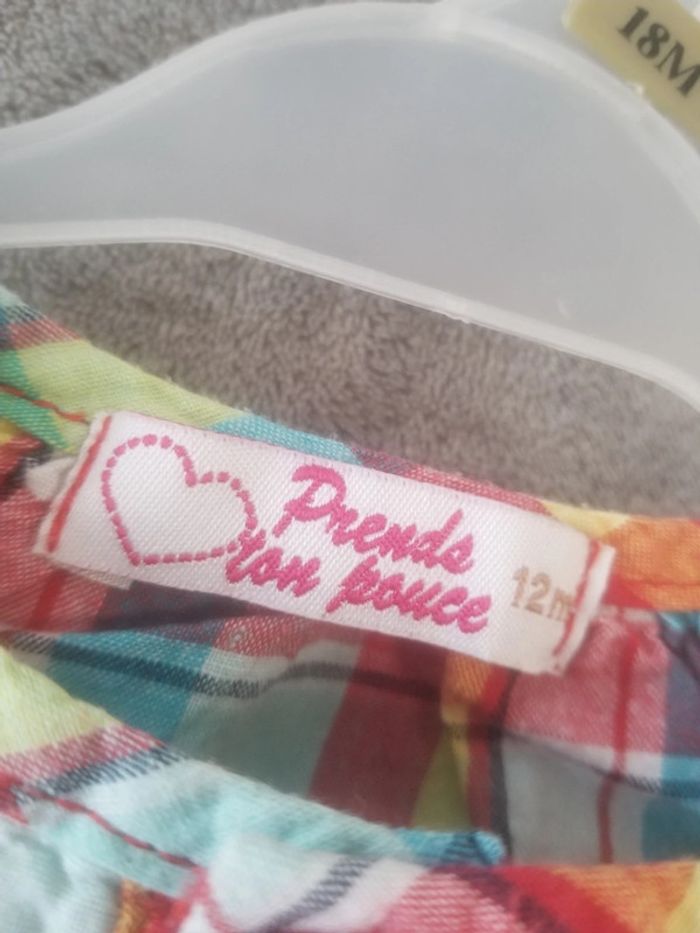 18M
Prends
ton pouce
12m